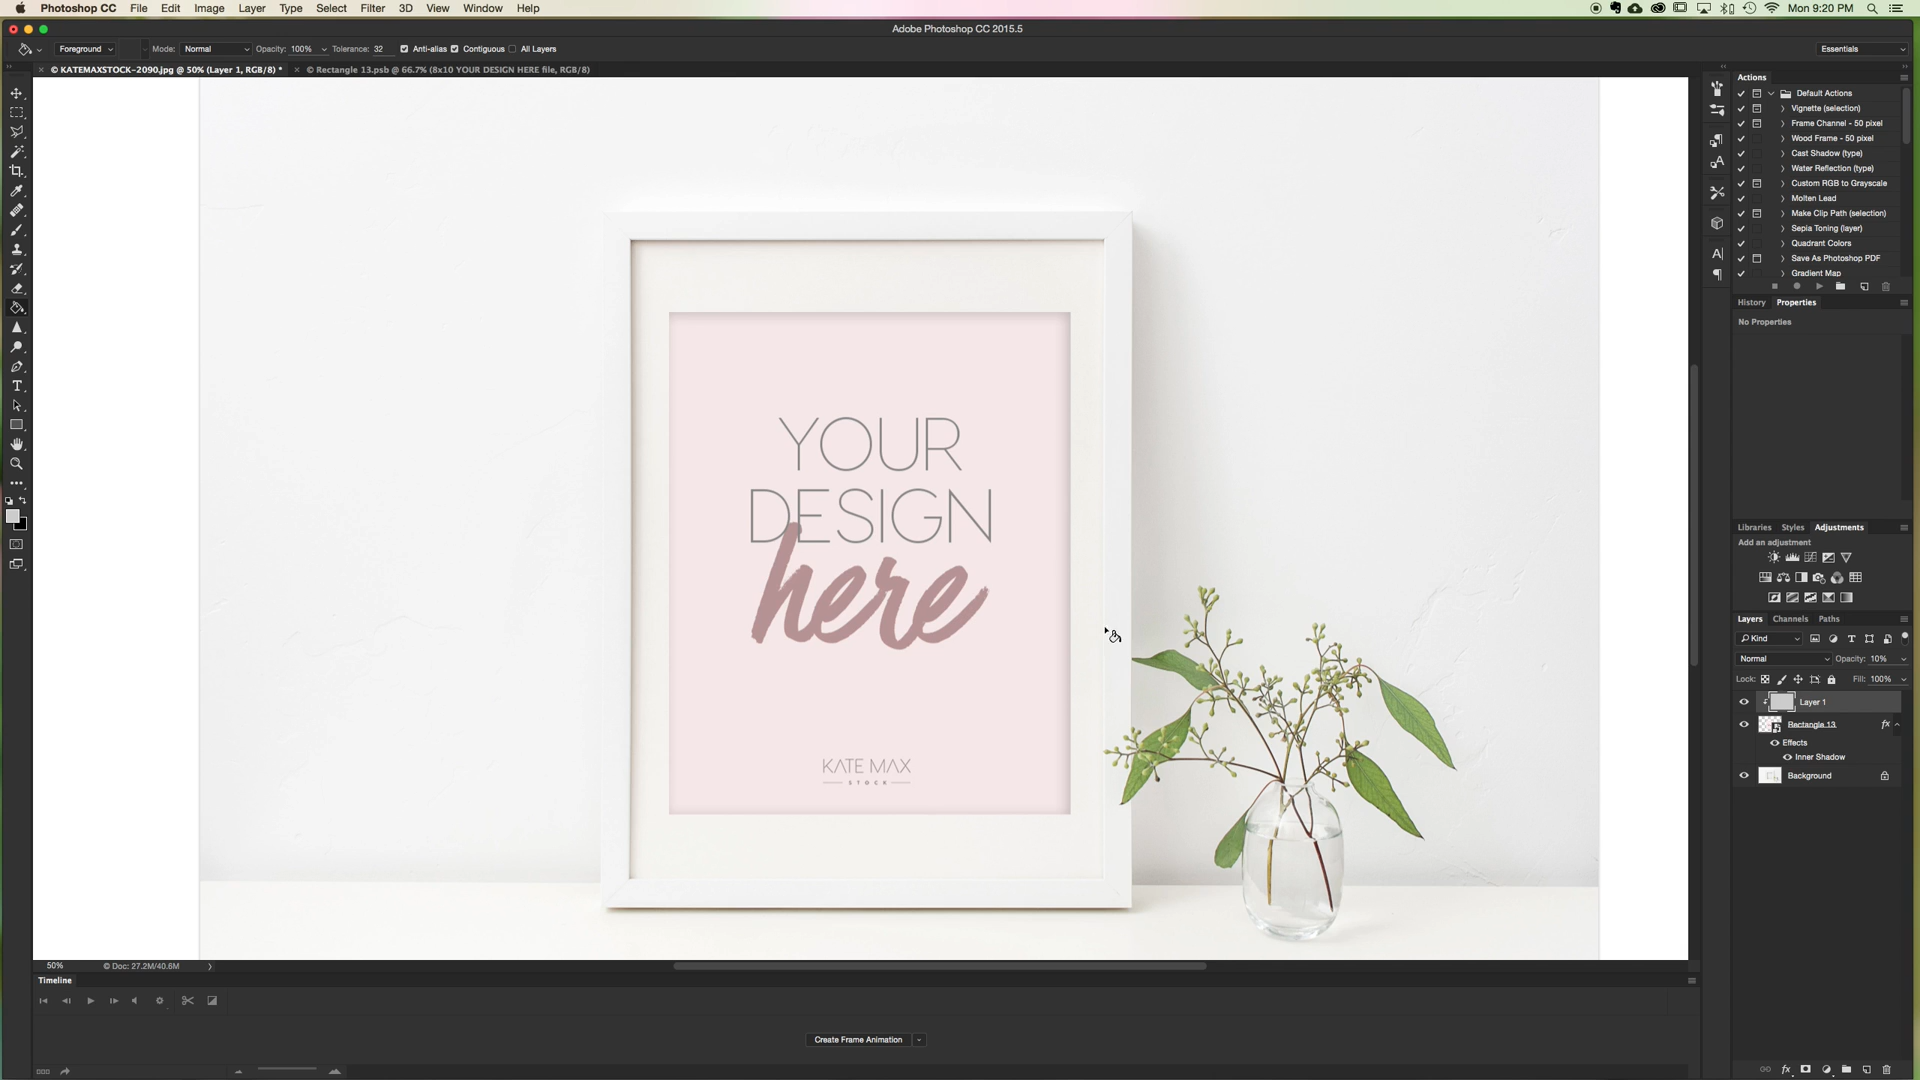 Photoshop CC File Edit Image Layer Type Select Filter 3D View Window Help Mon 9:20 PM
Adobe Photoshop CC 2015.5
Foreground Mode: Normal Opacity: 100% Tolerance: 32 Anti-alias Contiguous All Layers Essentials
© KATEMAXSTOCK-2090.jpg @ 50% (Layer 1, RGB/8) * © Rectangle 13.psb @ 66.7% (8x10 YOUR DESIGN HERE file, RGB/8)
YOUR
DESIGN
here
KATE MAX
STOCK
Actions
Default Actions
Vignette (selection)
Frame Channel - 50 pixel
Wood Frame - 50 pixel
Cast Shadow (type)
Water Reflection (type)
Custom RGB to Grayscale
Molten Lead
Make Clip Path (selection)
Sepia Toning (layer)
Quadrant Colors
Save As Photoshop PDF
Gradient Map
History Properties
No Properties
Libraries Styles Adjustments
Add an adjustment
Layers Channels Paths
Kind
Normal Opacity: 10%
Lock: Fill: 100%
Layer 1
Rectangle 13 fx
Effects
Inner Shadow
Background
50% © Doc: 27.2M/40.6M
Timeline
Create Frame Animation
fx